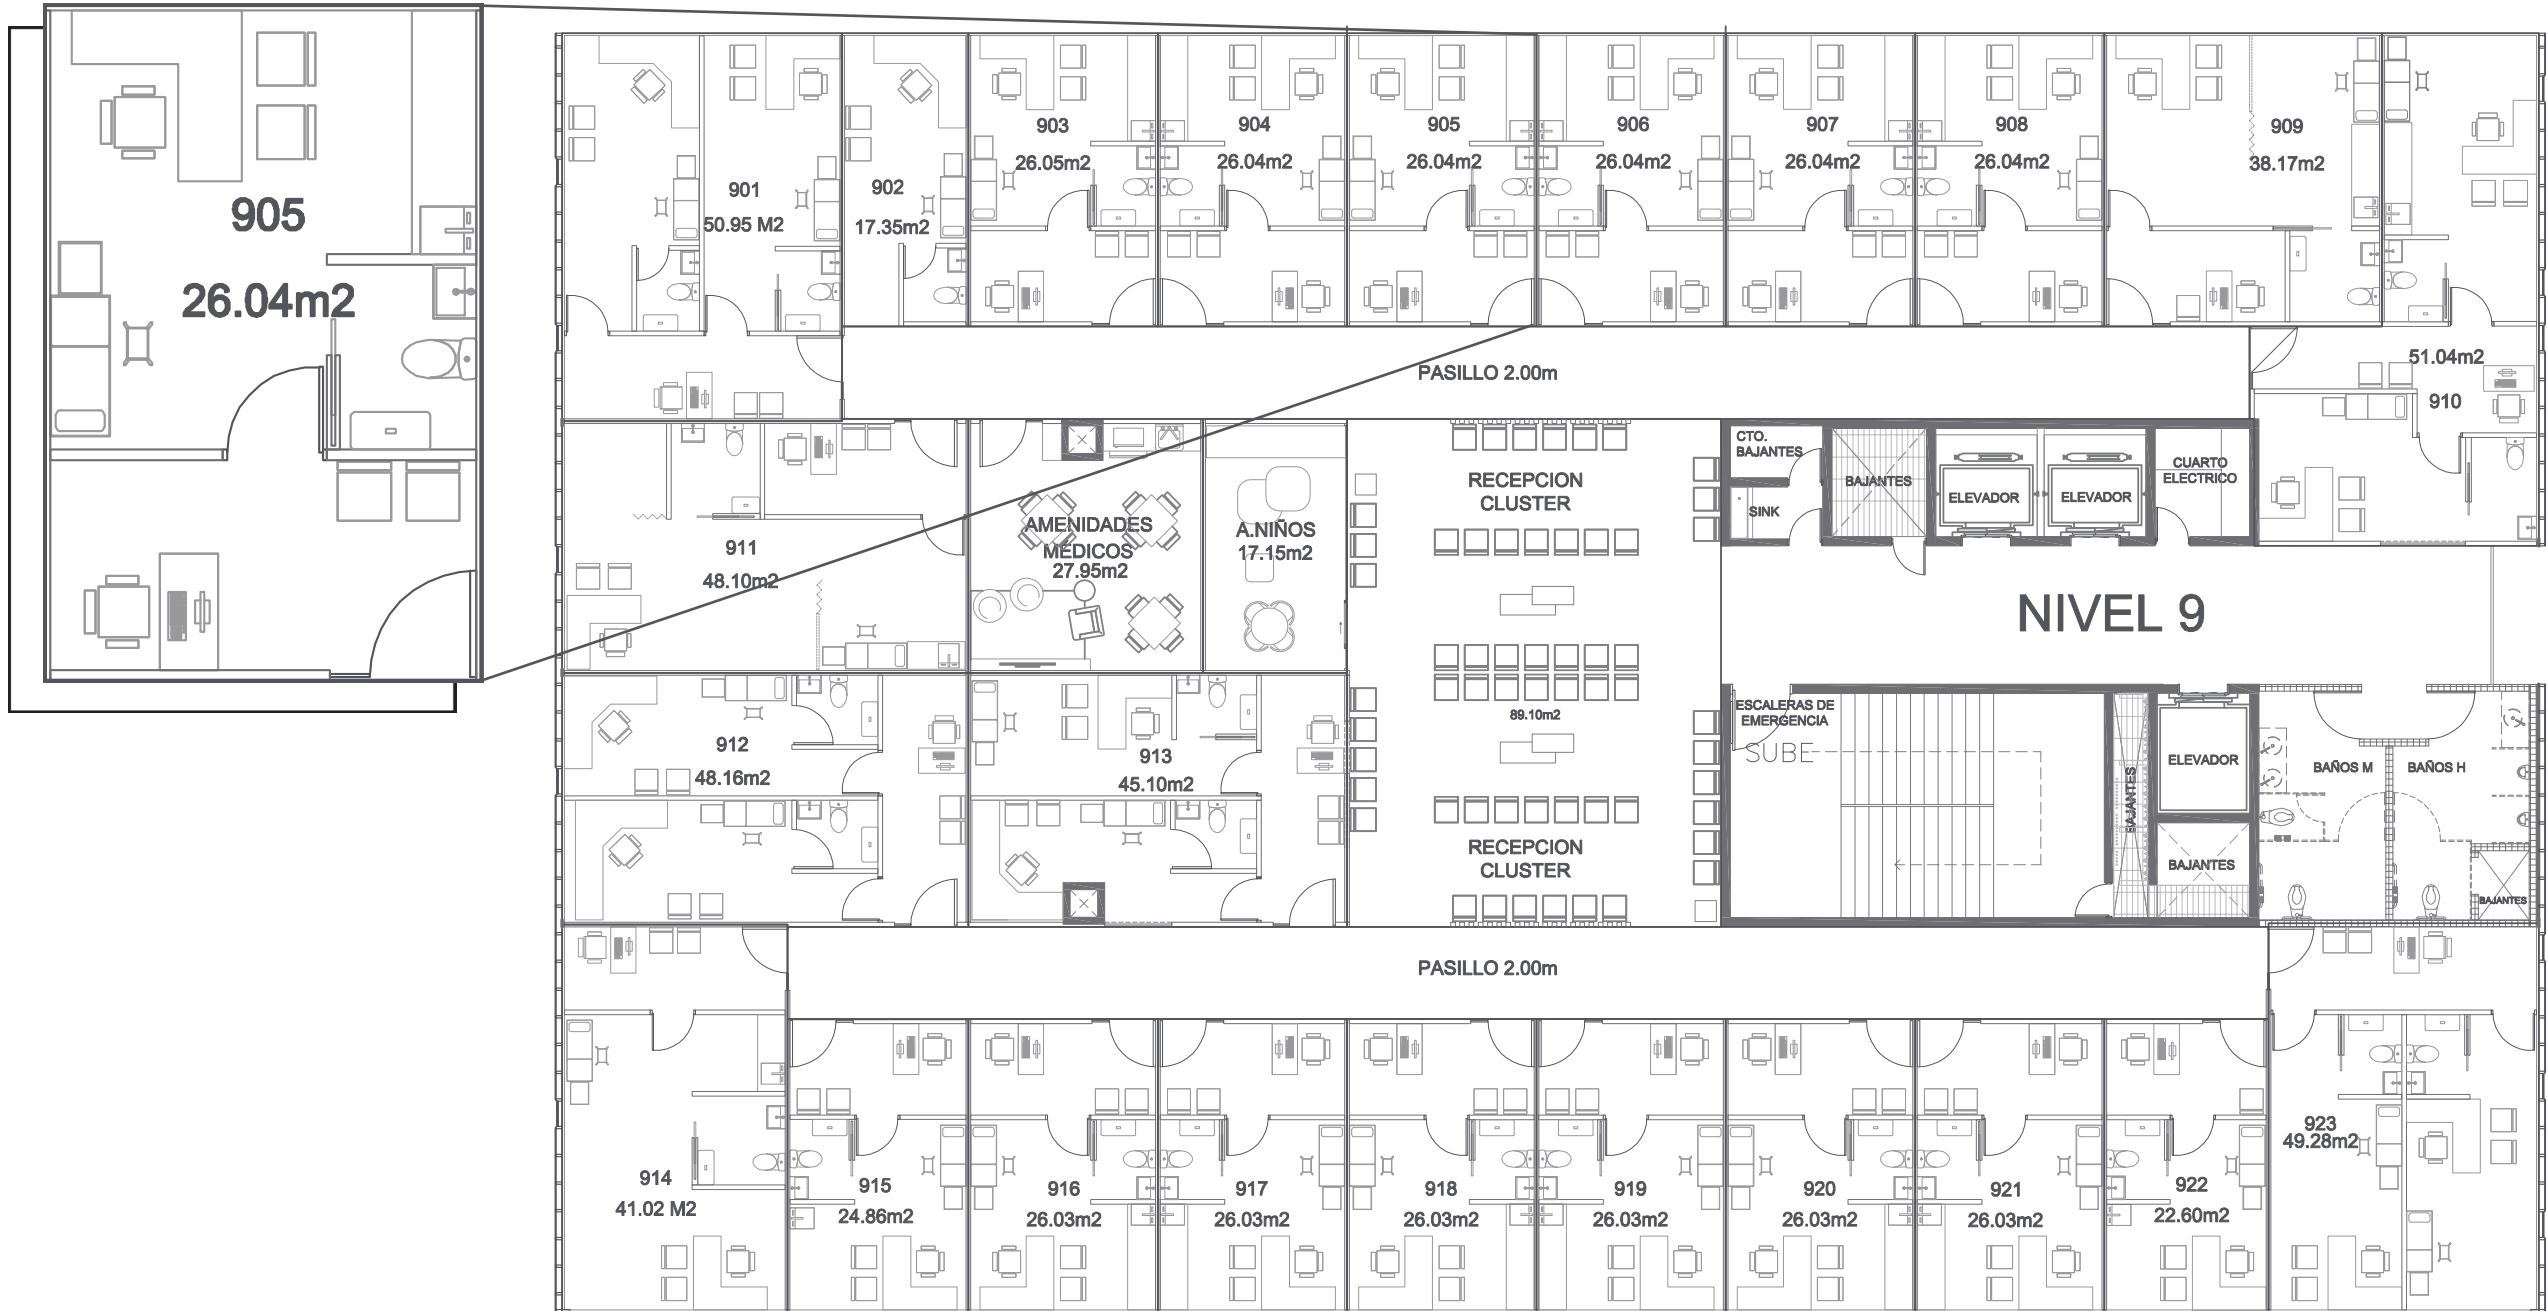 905
26.04m2
901
50.95 M2
902
17.35m2
903
26.05m2
904
26.04m2
905
26.04m2
906
26.04m2
907
26.04m2
908
26.04m2
909
38.17m2
51.04m2
910
PASILLO 2.00m
911
48.10m2
AMENIDADES
MÉDICOS
27.95m2
A.NIÑOS
17.15m2
RECEPCION
CLUSTER
CTO.
BAJANTES
SINK
BAJANTES
ELEVADOR
ELEVADOR
CUARTO
ELECTRICO
NIVEL 9
89.10m2
ESCALERAS DE
EMERGENCIA
SUBE
BAJANTES
ELEVADOR
BAJANTES
BAÑOS M
BAÑOS H
BAJANTES
912
48.16m2
913
45.10m2
RECEPCION
CLUSTER
PASILLO 2.00m
914
41.02 M2
915
24.86m2
916
26.03m2
917
26.03m2
918
26.03m2
919
26.03m2
920
26.03m2
921
26.03m2
922
22.60m2
923
49.28m2